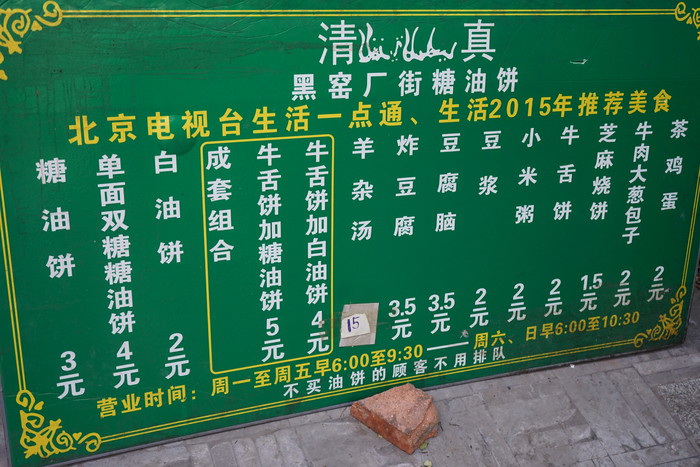 清真
黑窑厂街糖油饼
北京电视台生活一点通、生活2015年推荐美食
糖油饼 3元
单面双糖糖油饼 4元
白油饼 2元
成套组合
牛舌饼加糖油饼 5元
牛舌饼加白油饼 4元
羊杂汤 15
炸豆腐 3.5元
豆腐脑 3.5元
豆浆 2元
小米粥 2元
牛舌饼 2元
芝麻烧饼 1.5元
牛肉大葱包子 2元
茶鸡蛋 2元
营业时间：周一至周五早6:00至9:30——周六、日早6:00至10:30
不买油饼的顾客不用排队